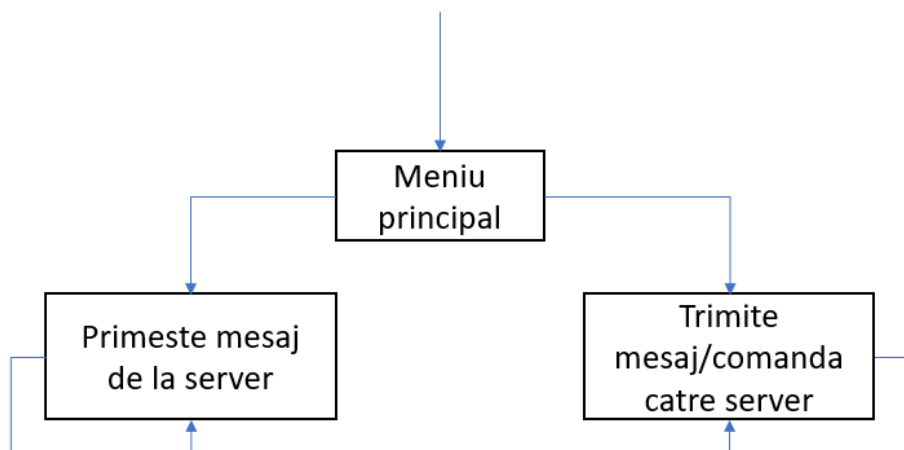 Meniu
principal
Primeste mesaj
de la server
Trimite
mesaj/comanda
catre server